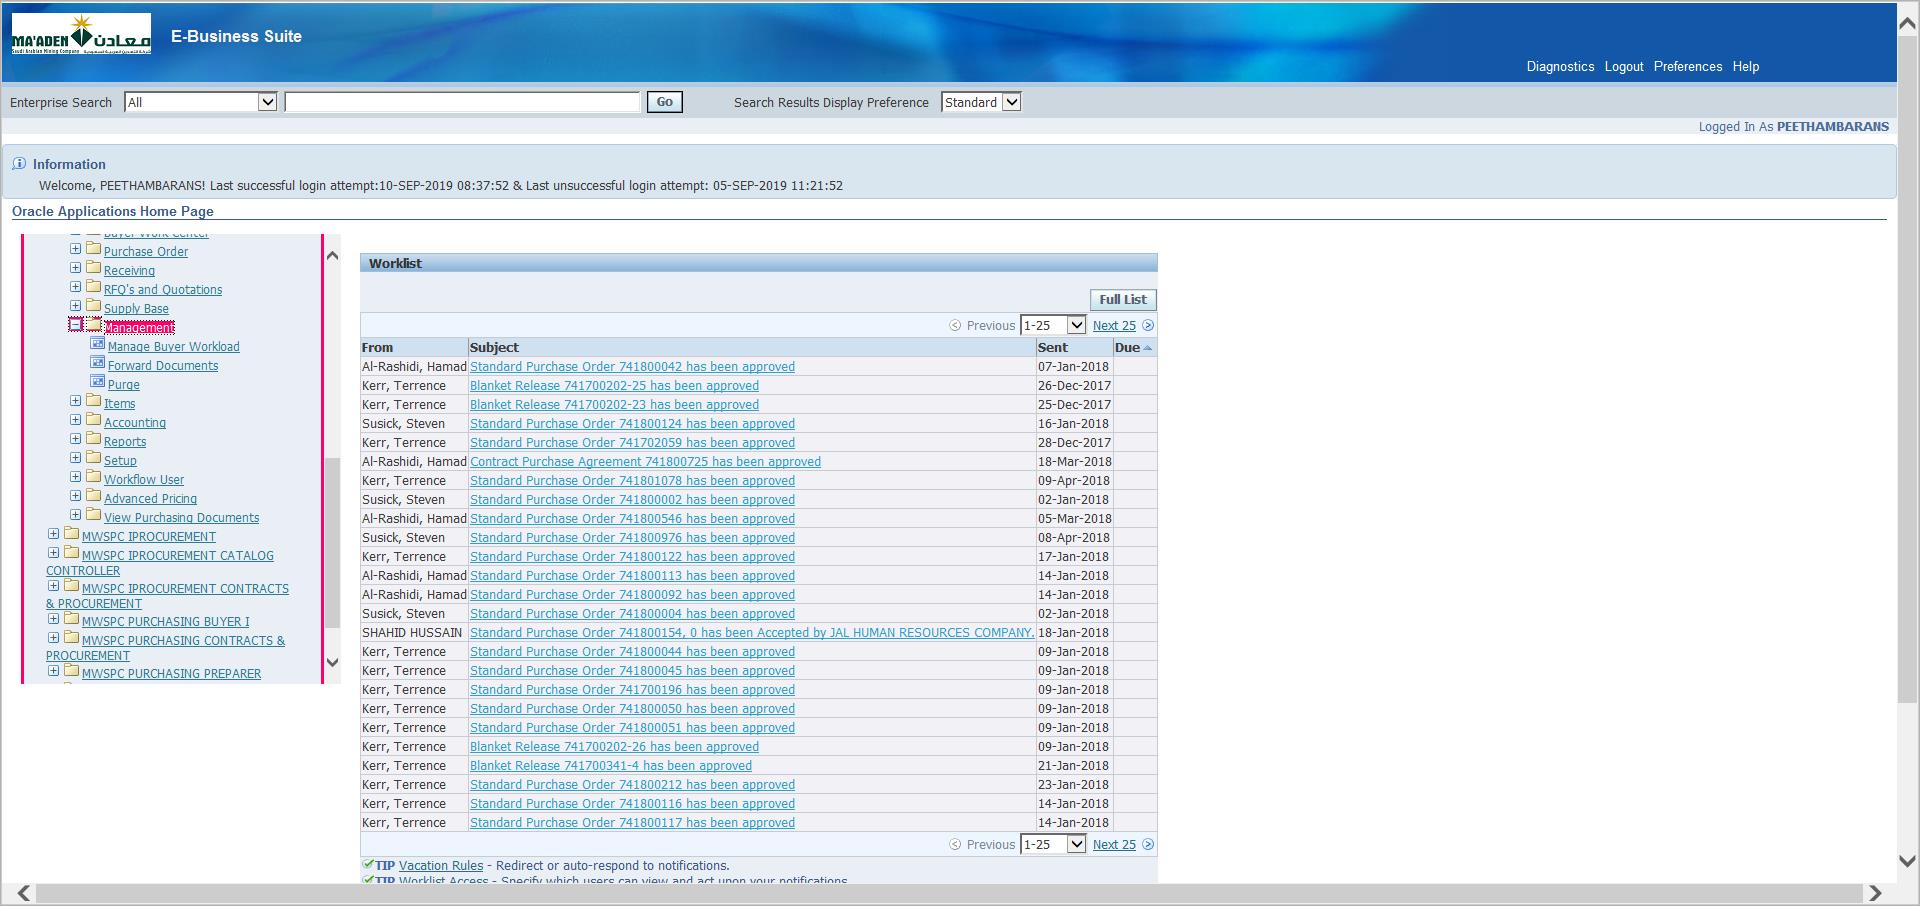 MA'ADEN معادن
Saudi Arabian Mining Company
E-Business Suite
Diagnostics Logout Preferences Help
Enterprise Search All Go Search Results Display Preference Standard
Logged In As PEETHAMBARANS
Information
Welcome, PEETHAMBARANS! Last successful login attempt:10-SEP-2019 08:37:52 & Last unsuccessful login attempt: 05-SEP-2019 11:21:52
Oracle Applications Home Page
Buyer Work Center
Purchase Order
Receiving
RFQ's and Quotations
Supply Base
Management
Manage Buyer Workload
Forward Documents
Purge
Items
Accounting
Reports
Setup
Workflow User
Advanced Pricing
View Purchasing Documents
MWSPC IPROCUREMENT
MWSPC IPROCUREMENT CATALOG
CONTROLLER
MWSPC IPROCUREMENT CONTRACTS
& PROCUREMENT
MWSPC PURCHASING BUYER I
MWSPC PURCHASING CONTRACTS &
PROCUREMENT
MWSPC PURCHASING PREPARER
Worklist
Full List
Previous 1-25 Next 25
From Subject Sent Due
Al-Rashidi, Hamad Standard Purchase Order 741800042 has been approved 07-Jan-2018
Kerr, Terrence Blanket Release 741700202-25 has been approved 26-Dec-2017
Kerr, Terrence Blanket Release 741700202-23 has been approved 25-Dec-2017
Susick, Steven Standard Purchase Order 741800124 has been approved 16-Jan-2018
Kerr, Terrence Standard Purchase Order 741702059 has been approved 28-Dec-2017
Al-Rashidi, Hamad Contract Purchase Agreement 741800725 has been approved 18-Mar-2018
Kerr, Terrence Standard Purchase Order 741801078 has been approved 09-Apr-2018
Susick, Steven Standard Purchase Order 741800002 has been approved 02-Jan-2018
Al-Rashidi, Hamad Standard Purchase Order 741800546 has been approved 05-Mar-2018
Susick, Steven Standard Purchase Order 741800976 has been approved 08-Apr-2018
Kerr, Terrence Standard Purchase Order 741800122 has been approved 17-Jan-2018
Al-Rashidi, Hamad Standard Purchase Order 741800113 has been approved 14-Jan-2018
Al-Rashidi, Hamad Standard Purchase Order 741800092 has been approved 14-Jan-2018
Susick, Steven Standard Purchase Order 741800004 has been approved 02-Jan-2018
SHAHID HUSSAIN Standard Purchase Order 741800154, 0 has been Accepted by JAL HUMAN RESOURCES COMPANY. 18-Jan-2018
Kerr, Terrence Standard Purchase Order 741800044 has been approved 09-Jan-2018
Kerr, Terrence Standard Purchase Order 741800045 has been approved 09-Jan-2018
Kerr, Terrence Standard Purchase Order 741700196 has been approved 09-Jan-2018
Kerr, Terrence Standard Purchase Order 741800050 has been approved 09-Jan-2018
Kerr, Terrence Standard Purchase Order 741800051 has been approved 09-Jan-2018
Kerr, Terrence Blanket Release 741700202-26 has been approved 09-Jan-2018
Kerr, Terrence Blanket Release 741700341-4 has been approved 21-Jan-2018
Kerr, Terrence Standard Purchase Order 741800212 has been approved 23-Jan-2018
Kerr, Terrence Standard Purchase Order 741800116 has been approved 14-Jan-2018
Kerr, Terrence Standard Purchase Order 741800117 has been approved 14-Jan-2018
Previous 1-25 Next 25
TIP Vacation Rules - Redirect or auto-respond to notifications.
TIP Worklist Access - Specify which users can view and act upon your notifications.